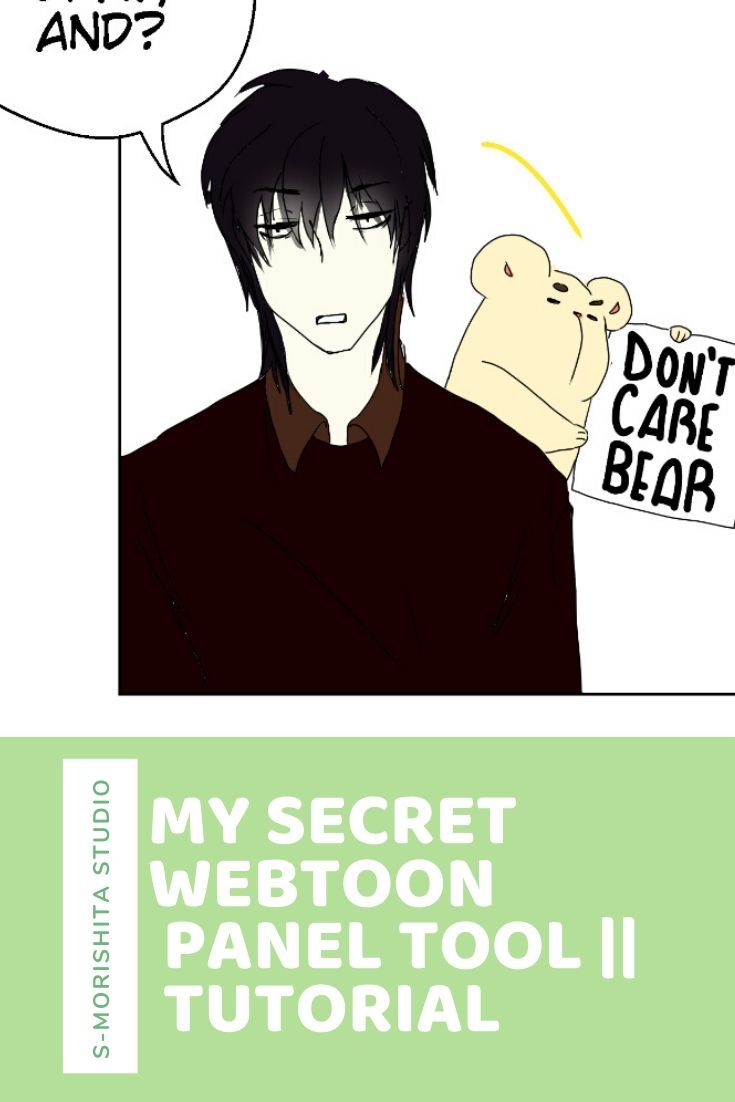 AND?
DON'T
CARE
BEAR
S-MORISHITA STUDIO
MY SECRET
WEBTOON
PANEL TOOL ||
TUTORIAL